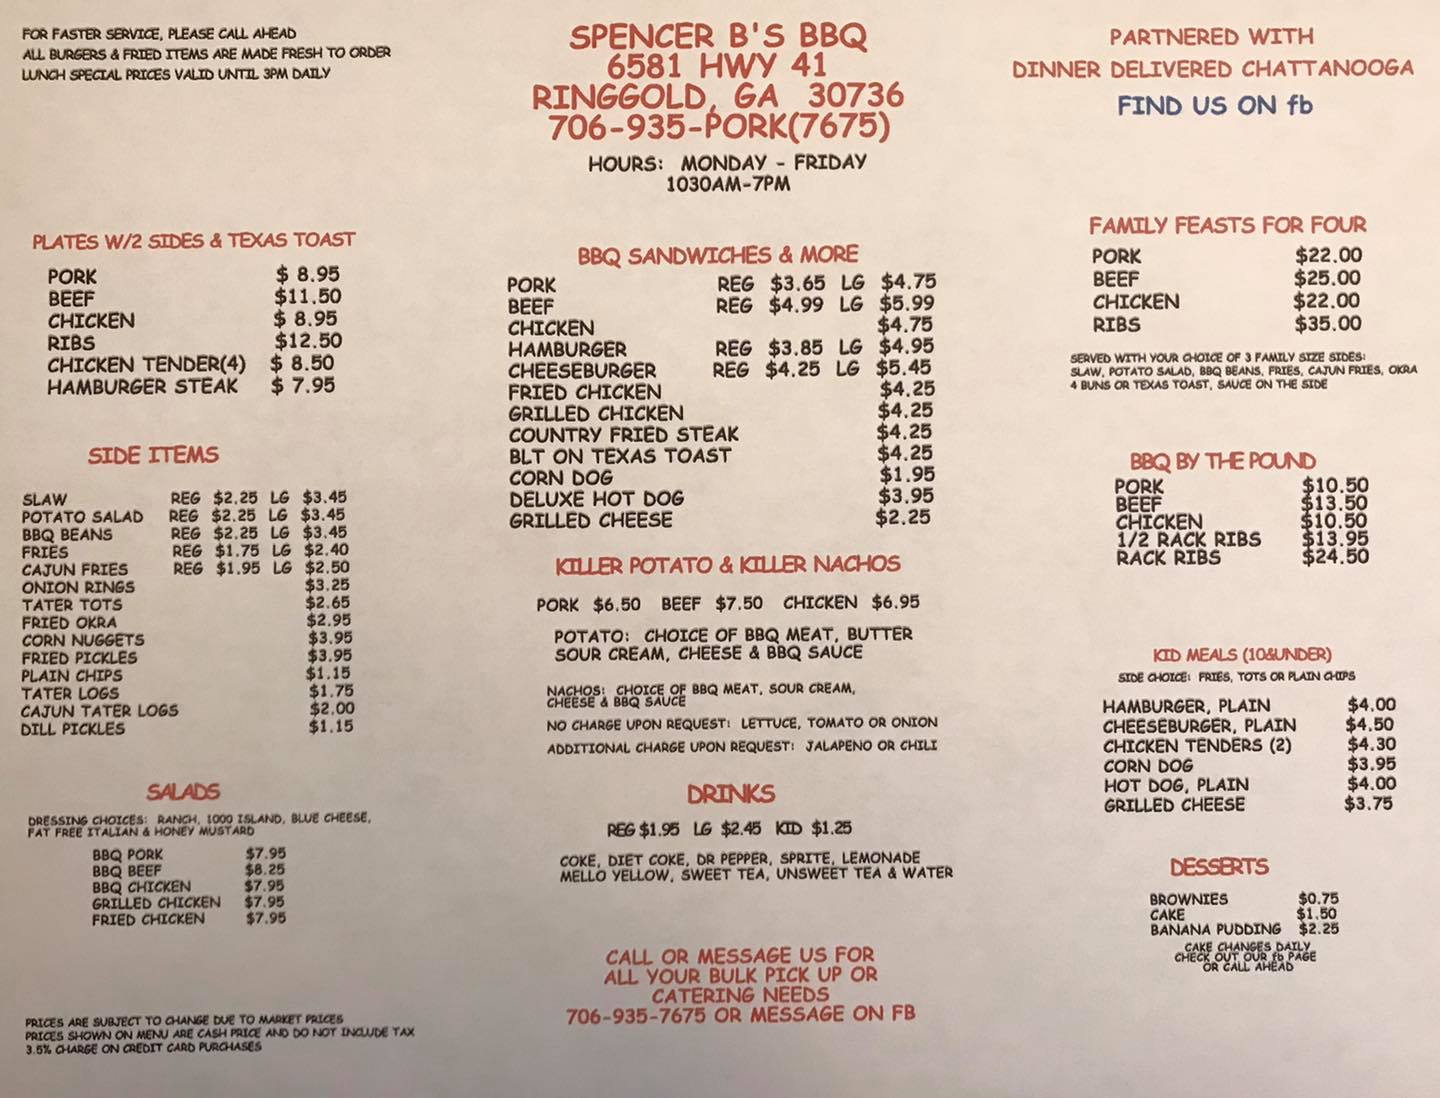 FOR FASTER SERVICE, PLEASE CALL AHEAD
ALL BURGERS & FRIED ITEMS ARE MADE FRESH TO ORDER
LUNCH SPECIAL PRICES VALID UNTIL 3PM DAILY
SPENCER B'S BBQ
6581 HWY 41
RINGGOLD, GA 30736
706-935-PORK(7675)
HOURS: MONDAY - FRIDAY
1030AM-7PM
PARTNERED WITH
DINNER DELIVERED CHATTANOOGA
FIND US ON fb
PLATES W/2 SIDES & TEXAS TOAST
PORK $ 8.95
BEEF $11.50
CHICKEN $ 8.95
RIBS $12.50
CHICKEN TENDER(4) $ 8.50
HAMBURGER STEAK $ 7.95
SIDE ITEMS
SLAW REG $2.25 LG $3.45
POTATO SALAD REG $2.25 LG $3.45
BBQ BEANS REG $2.25 LG $3.45
FRIES REG $1.75 LG $2.40
CAJUN FRIES REG $1.95 LG $2.50
ONION RINGS $3.25
TATER TOTS $2.65
FRIED OKRA $2.95
CORN NUGGETS $3.95
FRIED PICKLES $3.95
PLAIN CHIPS $1.15
TATER LOGS $1.75
CAJUN TATER LOGS $2.00
DILL PICKLES $1.15
SALADS
DRESSING CHOICES: RANCH, 1000 ISLAND, BLUE CHEESE,
FAT FREE ITALIAN & HONEY MUSTARD
BBQ PORK $7.95
BBQ BEEF $8.25
BBQ CHICKEN $7.95
GRILLED CHICKEN $7.95
FRIED CHICKEN $7.95
PRICES ARE SUBJECT TO CHANGE DUE TO MARKET PRICES
PRICES SHOWN ON MENU ARE CASH PRICE AND DO NOT INCLUDE TAX
3.5% CHARGE ON CREDIT CARD PURCHASES
BBQ SANDWICHES & MORE
PORK REG $3.65 LG $4.75
BEEF REG $4.99 LG $5.99
CHICKEN $4.75
HAMBURGER REG $3.85 LG $4.95
CHEESEBURGER REG $4.25 LG $5.45
FRIED CHICKEN $4.25
GRILLED CHICKEN $4.25
COUNTRY FRIED STEAK $4.25
BLT ON TEXAS TOAST $4.25
CORN DOG $1.95
DELUXE HOT DOG $3.95
GRILLED CHEESE $2.25
KILLER POTATO & KILLER NACHOS
PORK $6.50 BEEF $7.50 CHICKEN $6.95
POTATO: CHOICE OF BBQ MEAT, BUTTER
SOUR CREAM, CHEESE & BBQ SAUCE
NACHOS: CHOICE OF BBQ MEAT, SOUR CREAM,
CHEESE & BBQ SAUCE
NO CHARGE UPON REQUEST: LETTUCE, TOMATO OR ONION
ADDITIONAL CHARGE UPON REQUEST: JALAPENO OR CHILI
DRINKS
REG $1.95 LG $2.45 KID $1.25
COKE, DIET COKE, DR PEPPER, SPRITE, LEMONADE
MELLO YELLOW, SWEET TEA, UNSWEET TEA & WATER
CALL OR MESSAGE US FOR
ALL YOUR BULK PICK UP OR
CATERING NEEDS
706-935-7675 OR MESSAGE ON FB
FAMILY FEASTS FOR FOUR
PORK $22.00
BEEF $25.00
CHICKEN $22.00
RIBS $35.00
SERVED WITH YOUR CHOICE OF 3 FAMILY SIZE SIDES:
SLAW, POTATO SALAD, BBQ BEANS, FRIES, CAJUN FRIES, OKRA
4 BUNS OR TEXAS TOAST, SAUCE ON THE SIDE
BBQ BY THE POUND
PORK $10.50
BEEF $13.50
CHICKEN $10.50
1/2 RACK RIBS $13.95
RACK RIBS $24.50
KID MEALS (10&UNDER)
SIDE CHOICE: FRIES, TOTS OR PLAIN CHIPS
HAMBURGER, PLAIN $4.00
CHEESEBURGER, PLAIN $4.50
CHICKEN TENDERS (2) $4.30
CORN DOG $3.95
HOT DOG, PLAIN $4.00
GRILLED CHEESE $3.75
DESSERTS
BROWNIES $0.75
CAKE $1.50
BANANA PUDDING $2.25
CAKE CHANGES DAILY
CHECK OUT OUR fb PAGE
OR CALL AHEAD